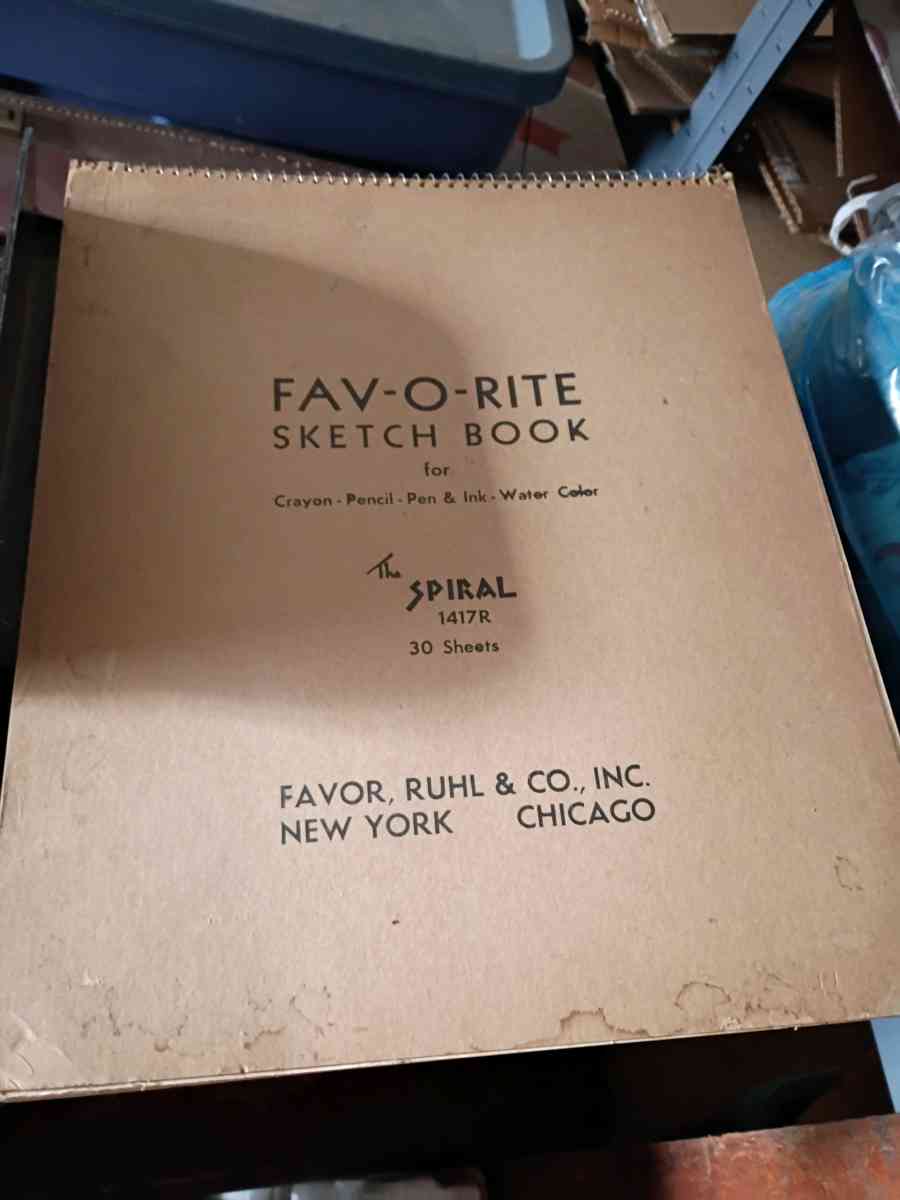 FAV-O-RITE
SKETCH BOOK
for
Crayon - Pencil - Pen & Ink - Water Color
The SPIRAL
1417R
30 Sheets
FAVOR, RUHL & CO., INC.
NEW YORK CHICAGO